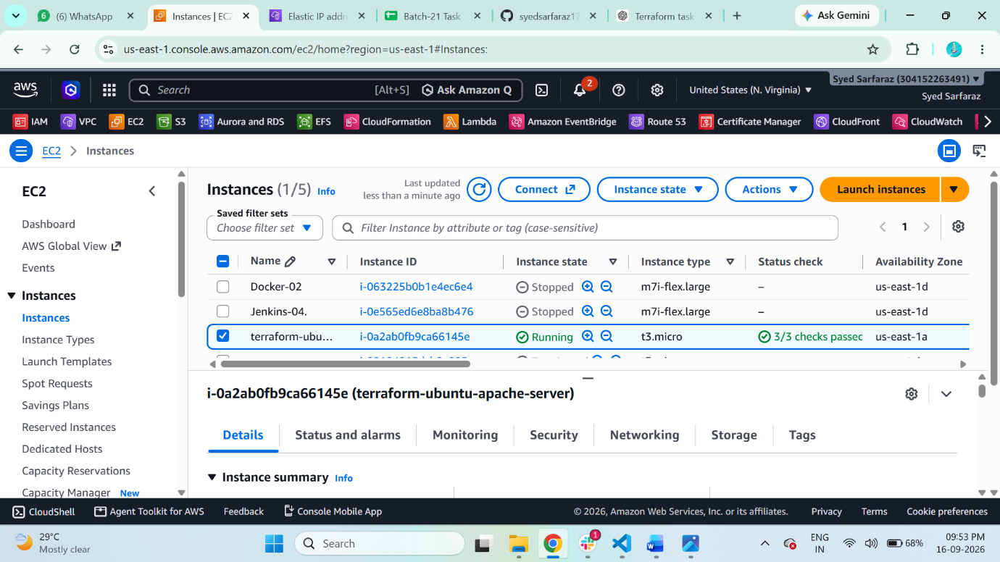 6 (6) WhatsApp
Instances | EC2
Elastic IP addre
Batch-21 Task
syedsarfaraz17
Terraform task
Ask Gemini
us-east-1.console.aws.amazon.com/ec2/home?region=us-east-1#Instances:
aws
Search [Alt+S] Ask Amazon Q
2
United States (N. Virginia)
Syed Sarfaraz (304152263491)
Syed Sarfaraz
IAM VPC EC2 S3 Aurora and RDS EFS CloudFormation Lambda Amazon EventBridge Route 53 Certificate Manager CloudFront CloudWatch
EC2 Instances
EC2
Dashboard
AWS Global View
Events
Instances
Instances
Instance Types
Launch Templates
Spot Requests
Savings Plans
Reserved Instances
Dedicated Hosts
Capacity Reservations
Capacity Manager New
Instances (1/5) Info
Last updated
less than a minute ago
Connect Instance state Actions Launch instances
Saved filter sets
Choose filter set
Filter Instance by attribute or tag (case-sensitive)
1
Name Instance ID Instance state Instance type Status check Availability Zone
Docker-02 i-063225b0b1e4ec6e4 Stopped m7i-flex.large – us-east-1d
Jenkins-04. i-0e565ed6e8ba8b476 Stopped m7i-flex.large – us-east-1d
terraform-ubu... i-0a2ab0fb9ca66145e Running t3.micro 3/3 checks passec us-east-1a
i-0a2ab0fb9ca66145e (terraform-ubuntu-apache-server)
Details Status and alarms Monitoring Security Networking Storage Tags
Instance summary Info
CloudShell Agent Toolkit for AWS Feedback Console Mobile App © 2026, Amazon Web Services, Inc. or its affiliates. Privacy Terms Cookie preferences
29°C
Mostly clear
Search
1
ENG
IN
68%
09:53 PM
16-09-2026